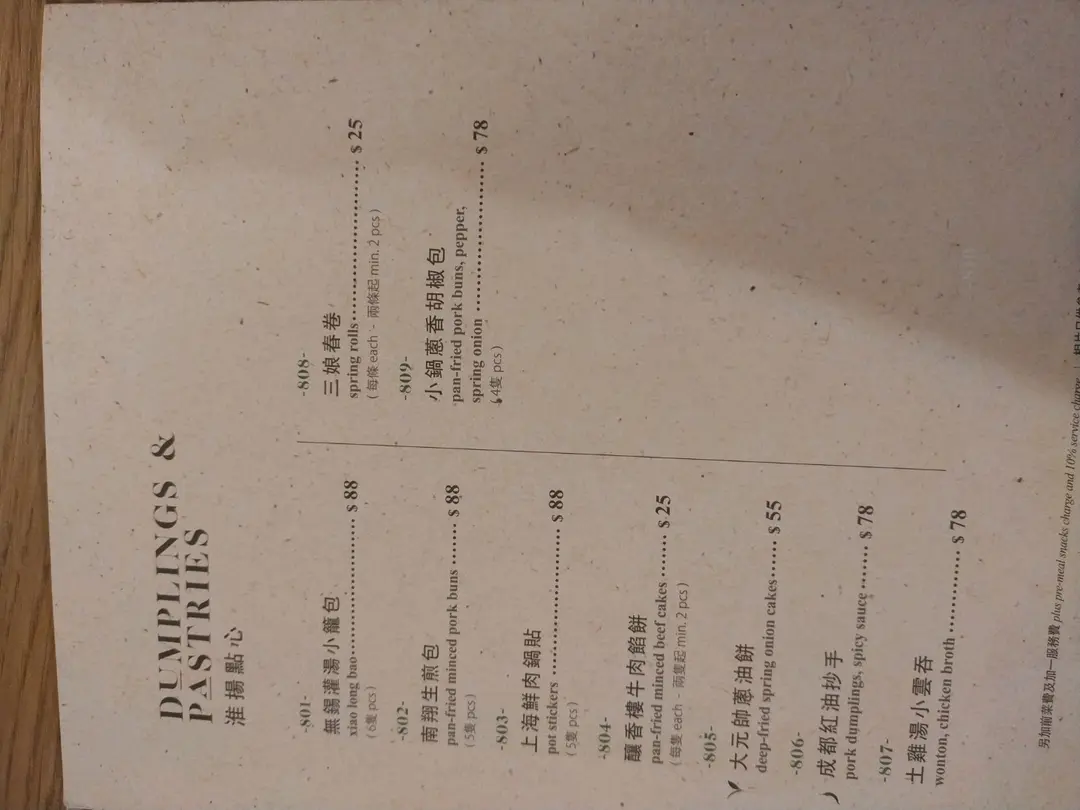 DUMPLINGS &
PASTRIES
淮揚點心
-801-
無錫灌湯小籠包
xiao long bao.................... $ 88
(6隻 pcs)
-802-
南翔生煎包
pan-fried minced pork buns ...... $ 88
(5隻 pcs)
-803-
上海鮮肉鍋貼
pot stickers ..................... $ 88
(5隻 pcs)
-804-
釀香樓牛肉餡餅
pan-fried minced beef cakes ...... $ 25
(每隻 each - 兩隻起 min. 2 pcs)
-805-
大元帥蔥油餅
deep-fried spring onion cakes...... $ 55
-806-
成都紅油抄手
pork dumplings, spicy sauce ....... $ 78
-807-
土雞湯小雲吞
wonton, chicken broth ........... $ 78
-808-
三娘春卷
spring rolls....................... $ 25
(每條 each - 兩條起 min. 2 pcs)
-809-
小鍋蔥香胡椒包
pan-fried pork buns, pepper,
spring onion ..................... $ 78
(4隻 pcs)
另加前菜費及加一服務費 plus pre-meal snacks charge and 10% service charge |